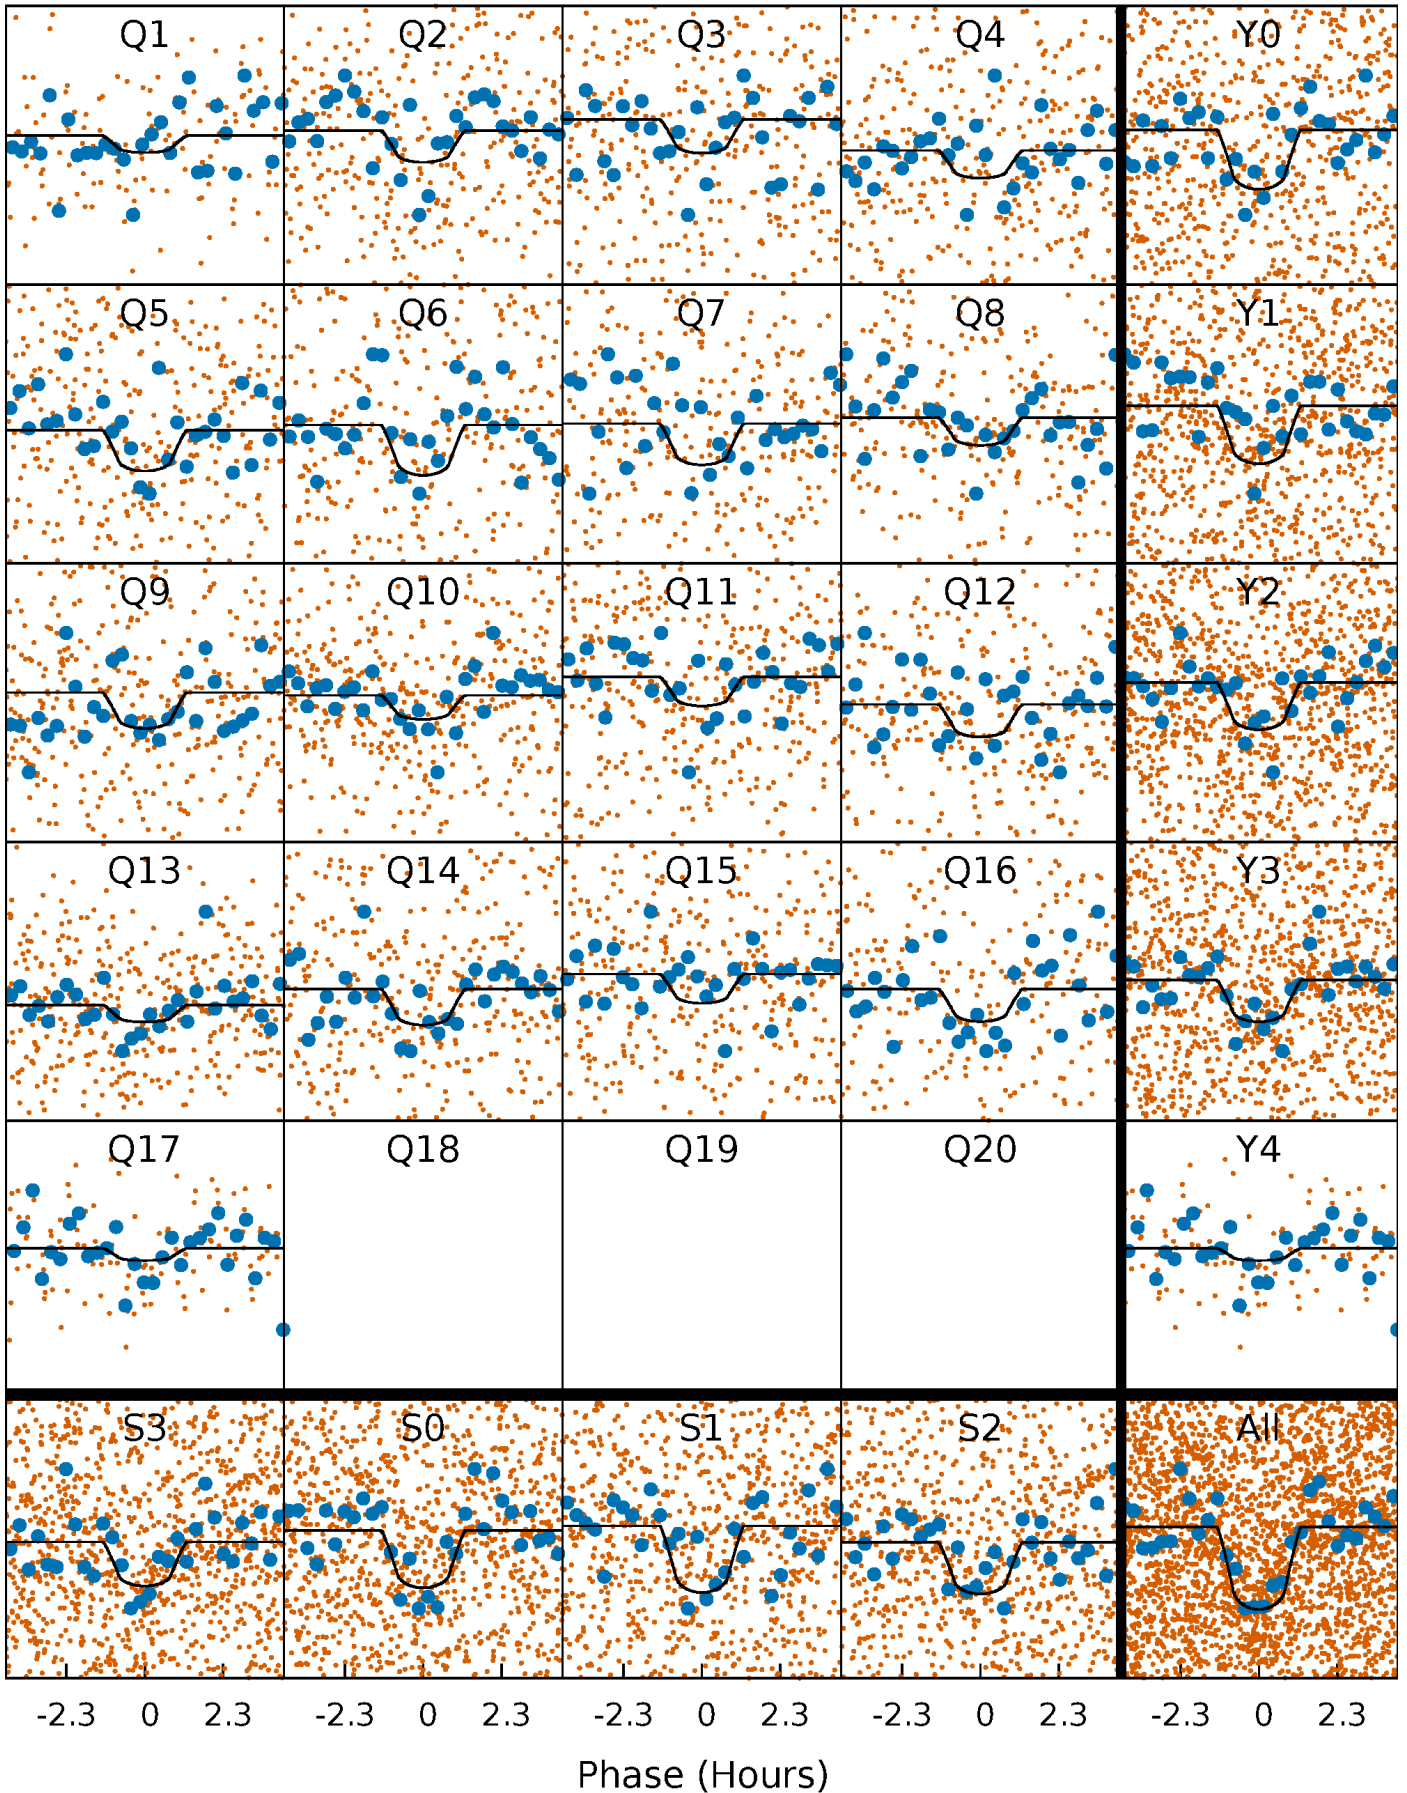 Q1 Q2 Q3 Q4 Y0
Q5 Q6 Q7 Q8 Y1
Q9 Q10 Q11 Q12 Y2
Q13 Q14 Q15 Q16 Y3
Q17 Q18 Q19 Q20 Y4
S3 S0 S1 S2 All
-2.3 0 2.3 -2.3 0 2.3 -2.3 0 2.3 -2.3 0 2.3 -2.3 0 2.3
Phase (Hours)